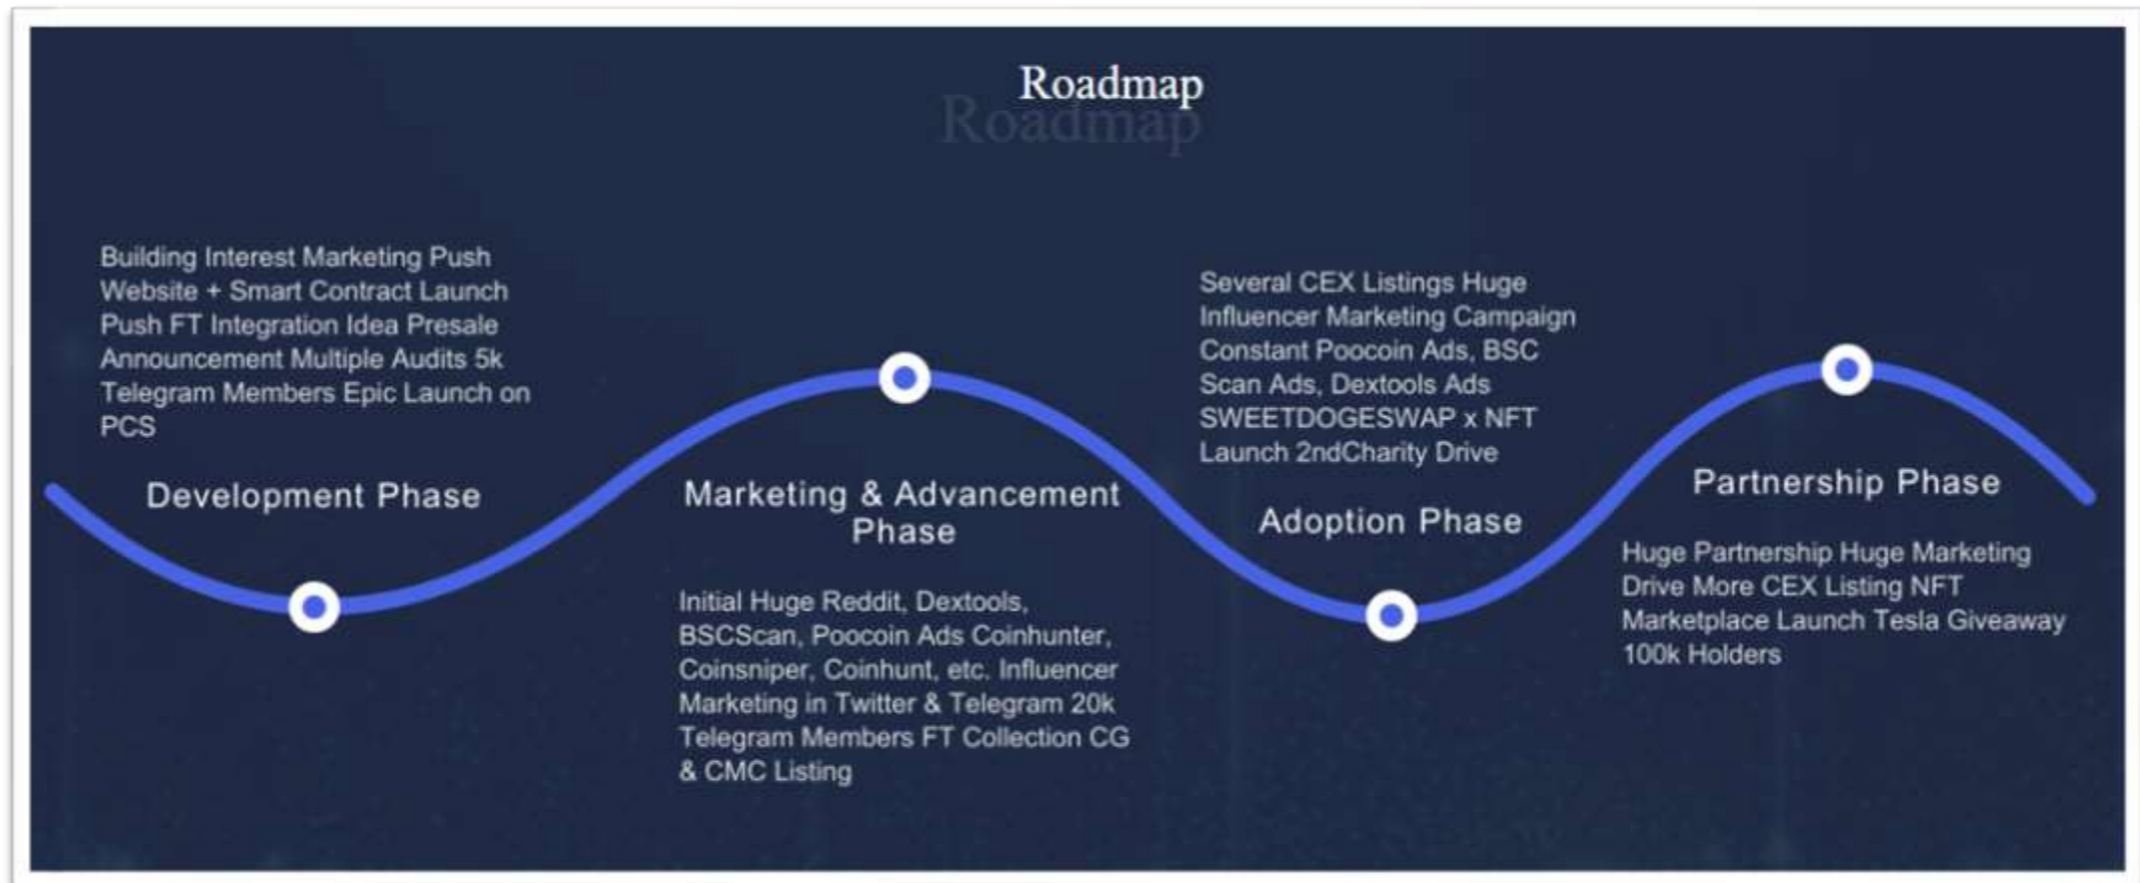 Roadmap
Roadmap
Building Interest Marketing Push
Website + Smart Contract Launch
Push FT Integration Idea Presale
Announcement Multiple Audits 5k
Telegram Members Epic Launch on
PCS
Development Phase
Marketing & Advancement
Phase
Initial Huge Reddit, Dextools,
BSCScan, Poocoin Ads Coinhunter,
Coinsniper, Coinhunt, etc. Influencer
Marketing in Twitter & Telegram 20k
Telegram Members FT Collection CG
& CMC Listing
Several CEX Listings Huge
Influencer Marketing Campaign
Constant Poocoin Ads, BSC
Scan Ads, Dextools Ads
SWEETDOGESWAP x NFT
Launch 2ndCharity Drive
Adoption Phase
Partnership Phase
Huge Partnership Huge Marketing
Drive More CEX Listing NFT
Marketplace Launch Tesla Giveaway
100k Holders